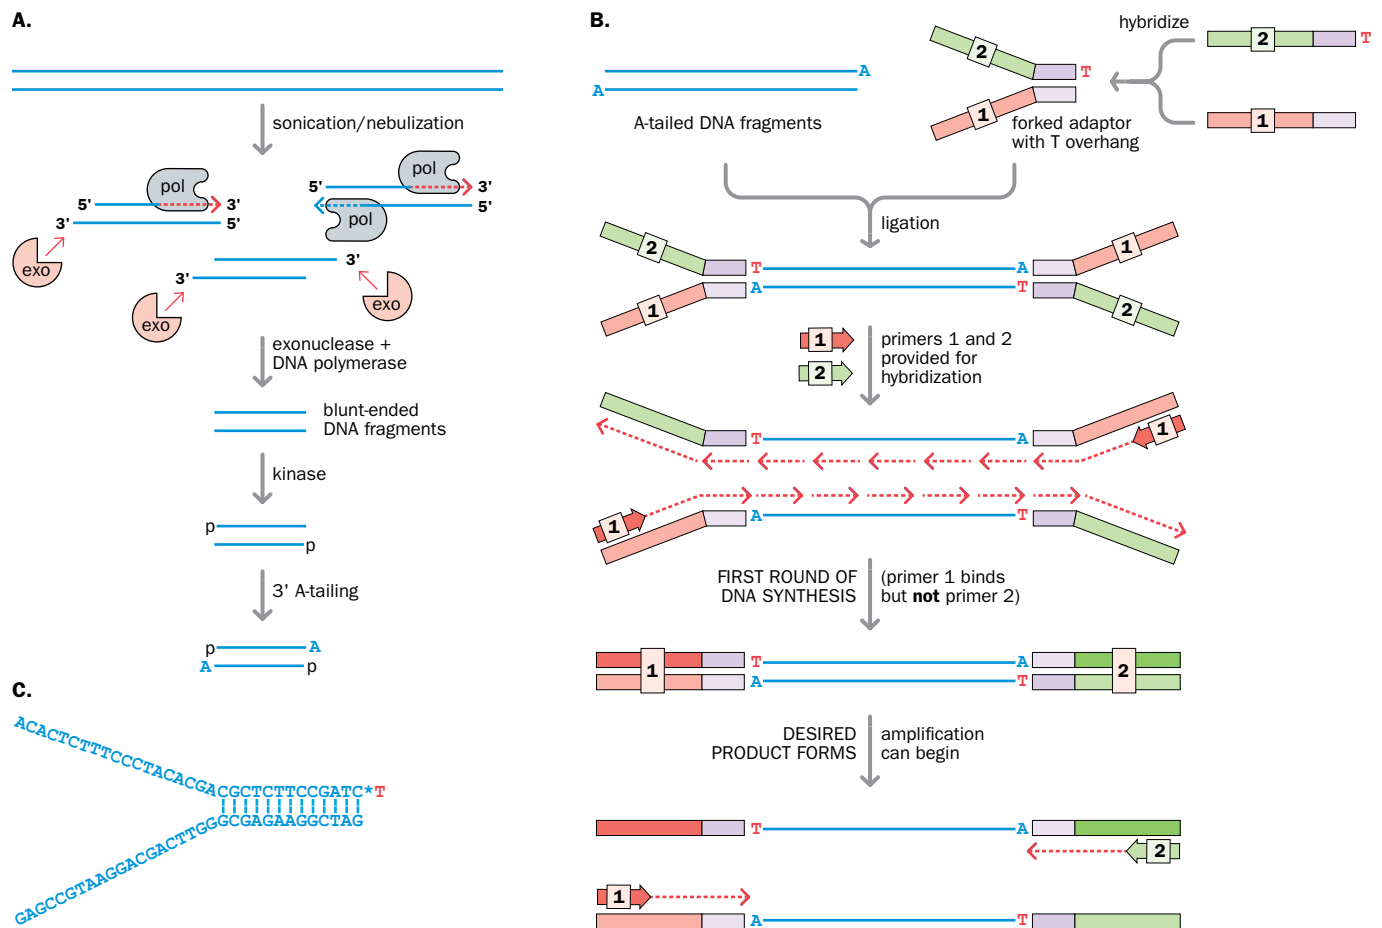 A.
sonication/nebulization
pol
5'
3'
3'
5'
exo
pol
5'
3'
5'
pol
3'
exo
3'
exo
exonuclease +
DNA polymerase
blunt-ended
DNA fragments
kinase
p
p
3' A-tailing
p
A
A
p
B.
A
A
A-tailed DNA fragments
2
T
1
forked adaptor
with T overhang
hybridize
2
T
1
ligation
2
T
A
1
1
A
T
2
1
2
primers 1 and 2
provided for
hybridization
T
A
1
1
A
T
FIRST ROUND OF
DNA SYNTHESIS
(primer 1 binds
but not primer 2)
1
T
A
2
A
T
DESIRED
PRODUCT FORMS
amplification
can begin
T
A
2
1
A
T
C.
ACACTCTTTCCCTACACGACGCTCTTCCGATC*T
GAGCCGTAAGGACGACTTGGGCGAGAAGGCTAG